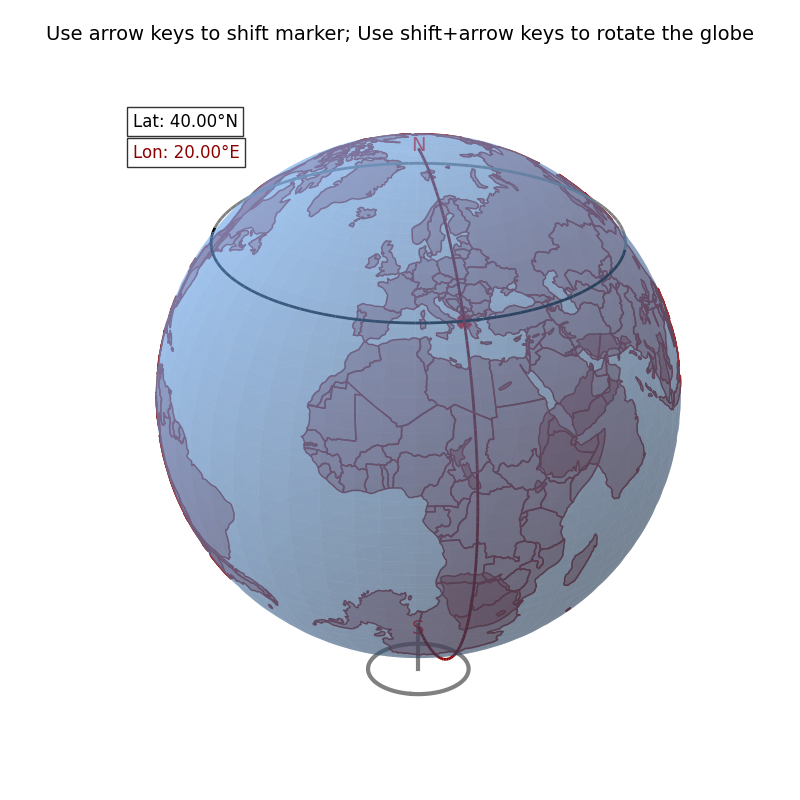 Use arrow keys to shift marker; Use shift+arrow keys to rotate the globe
Lat: 40.00°N
Lon: 20.00°E
N
S